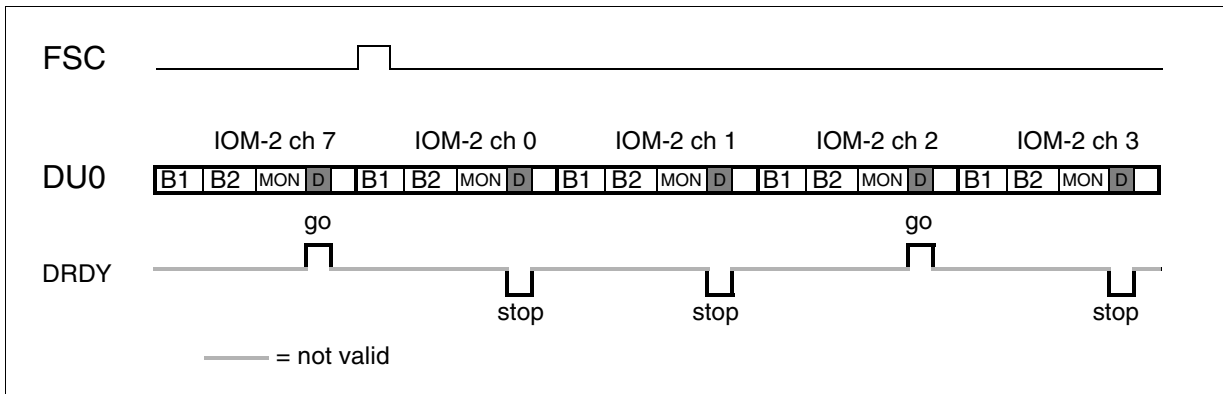 FSC
IOM-2 ch 7 IOM-2 ch 0 IOM-2 ch 1 IOM-2 ch 2 IOM-2 ch 3
DU0 B1 B2 MON D B1 B2 MON D B1 B2 MON D B1 B2 MON D B1 B2 MON D
go go
DRDY
stop stop stop
= not valid